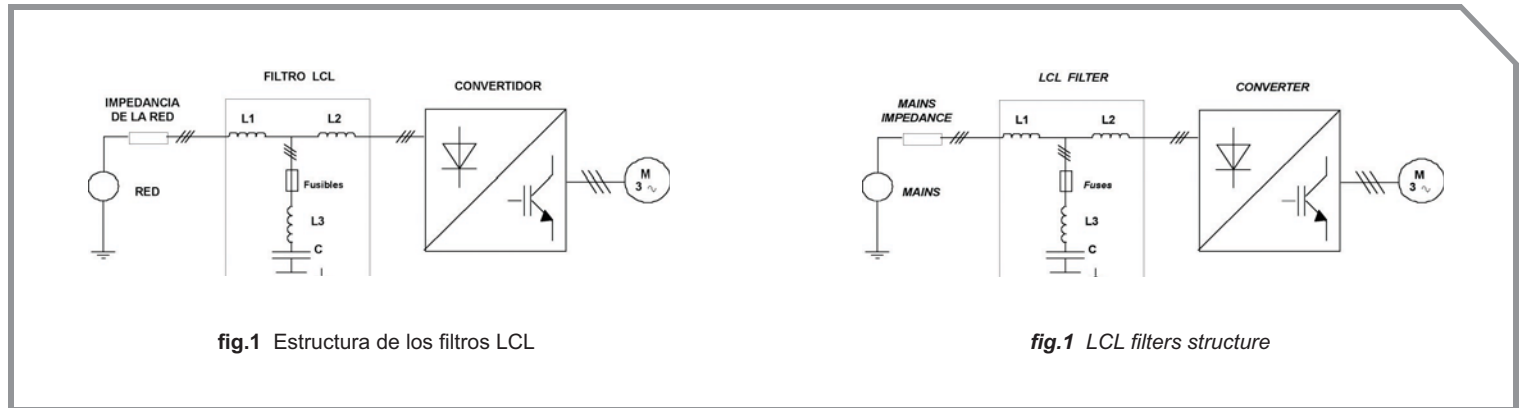 FILTRO LCL
CONVERTIDOR
IMPEDANCIA
DE LA RED
L1
L2
RED
Fusibles
L3
C
M
3 ∿
fig.1 Estructura de los filtros LCL
LCL FILTER
CONVERTER
MAINS
IMPEDANCE
L1
L2
MAINS
Fuses
L3
C
M
3 ∿
fig.1 LCL filters structure